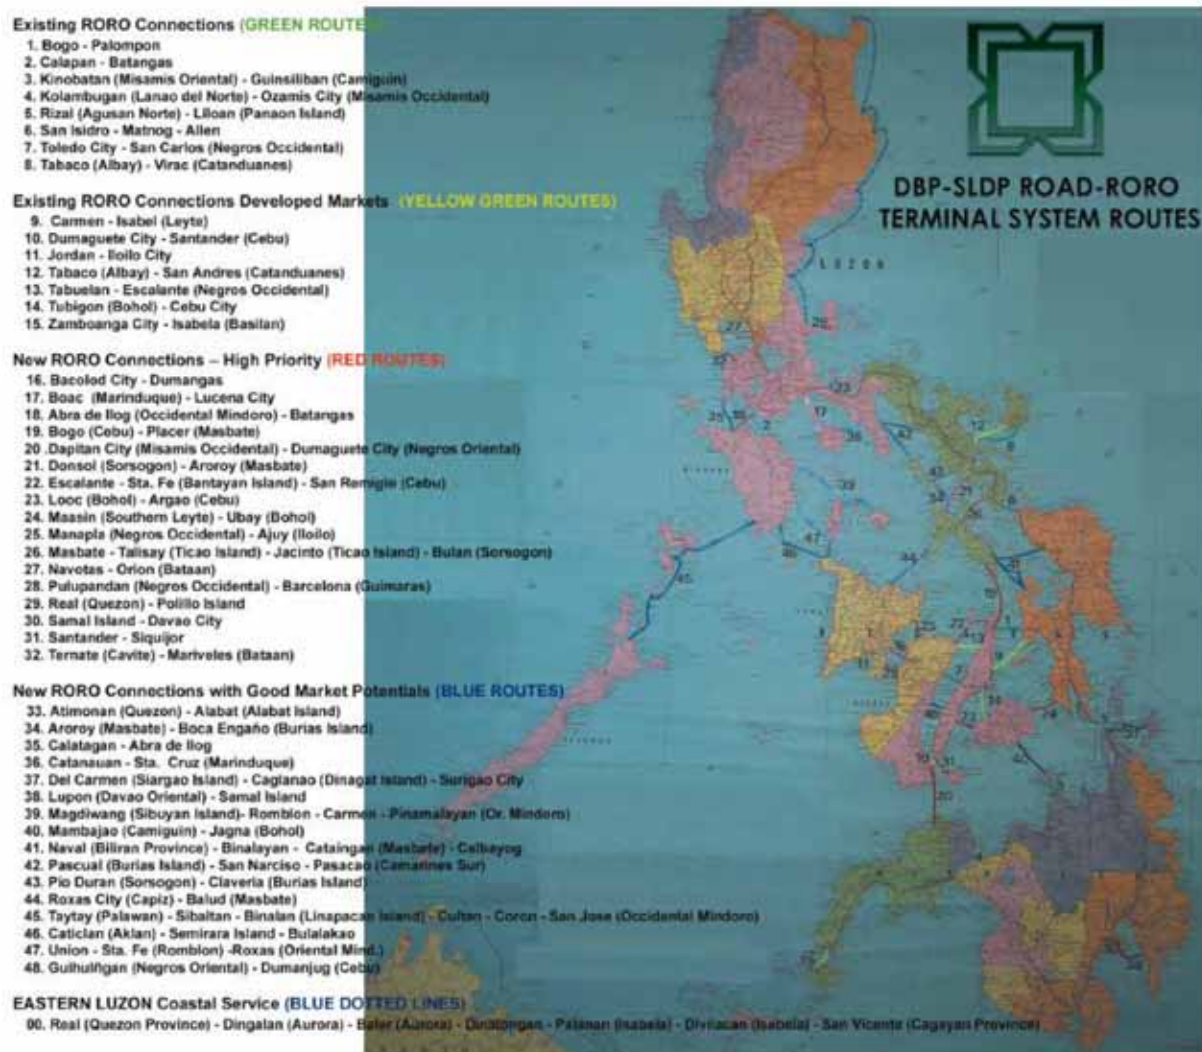 Existing RORO Connections (GREEN ROUTES)
1. Bogo - Palompon
2. Calapan - Batangas
3. Kinobatan (Misamis Oriental) - Guinsiliban (Camiguin)
4. Kolambugan (Lanao del Norte) - Ozamis City (Misamis Occidental)
5. Rizal (Agusan Norte) - Liloan (Panaon Island)
6. San Isidro - Matnog - Allen
7. Toledo City - San Carlos (Negros Occidental)
8. Tabaco (Albay) - Virac (Catanduanes)
Existing RORO Connections Developed Markets (YELLOW GREEN ROUTES)
9. Carmen - Isabel (Leyte)
10. Dumaguete City - Santander (Cebu)
11. Jordan - Iloilo City
12. Tabaco (Albay) - San Andres (Catanduanes)
13. Tabuelan - Escalante (Negros Occidental)
14. Tubigon (Bohol) - Cebu City
15. Zamboanga City - Isabela (Basilan)
New RORO Connections – High Priority (RED ROUTES)
16. Bacolod City - Dumangas
17. Boac (Marinduque) - Lucena City
18. Abra de Ilog (Occidental Mindoro) - Batangas
19. Bogo (Cebu) - Placer (Masbate)
20 .Dapitan City (Misamis Occidental) - Dumaguete City (Negros Oriental)
21. Donsol (Sorsogon) - Aroroy (Masbate)
22. Escalante - Sta. Fe (Bantayan Island) - San Remigio (Cebu)
23. Looc (Bohol) - Argao (Cebu)
24. Maasin (Southern Leyte) - Ubay (Bohol)
25. Manapla (Negros Occidental) - Ajuy (Iloilo)
26. Masbate - Talisay (Ticao Island) - Jacinto (Ticao Island) - Bulan (Sorsogon)
27. Navotas - Orion (Bataan)
28. Pulupandan (Negros Occidental) - Barcelona (Guimaras)
29. Real (Quezon) - Polillo Island
30. Samal Island - Davao City
31. Santander - Siquijor
32. Ternate (Cavite) - Mariveles (Bataan)
New RORO Connections with Good Market Potentials (BLUE ROUTES)
33. Atimonan (Quezon) - Alabat (Alabat Island)
34. Aroroy (Masbate) - Boca Engaño (Burias Island)
35. Calatagan - Abra de Ilog
36. Catanauan - Sta. Cruz (Marinduque)
37. Del Carmen (Siargao Island) - Caglanao (Dinagat Island) - Surigao City
38. Lupon (Davao Oriental) - Samal Island
39. Magdiwang (Sibuyan Island)- Romblon - Carmen - Pinamalayan (Or. Mindoro)
40. Mambajao (Camiguin) - Jagna (Bohol)
41. Naval (Biliran Province) - Binalayan - Cataingan (Masbate) - Calbayog
42. Pascual (Burias Island) - San Narciso - Pasacao (Camarines Sur)
43. Pio Duran (Sorsogon) - Claveria (Burias Island)
44. Roxas City (Capiz) - Balud (Masbate)
45. Taytay (Palawan) - Sibaltan - Binalan (Linapacan Island) - Culian - Coron - San Jose (Occidental Mindoro)
46. Caticlan (Aklan) - Semirara Island - Bulalakao
47. Union - Sta. Fe (Romblon) -Roxas (Oriental Mind.)
48. Guihulñgan (Negros Oriental) - Dumanjug (Cebu)
EASTERN LUZON Coastal Service (BLUE DOTTED LINES)
00. Real (Quezon Province) - Dingalan (Aurora) - Baler (Aurora) - Dinatongan - Palanan (Isabela) - Divilacan (Isabela) - San Vicente (Cagayan Province)
DBP-SLDP ROAD-RORO
TERMINAL SYSTEM ROUTES
LUZON